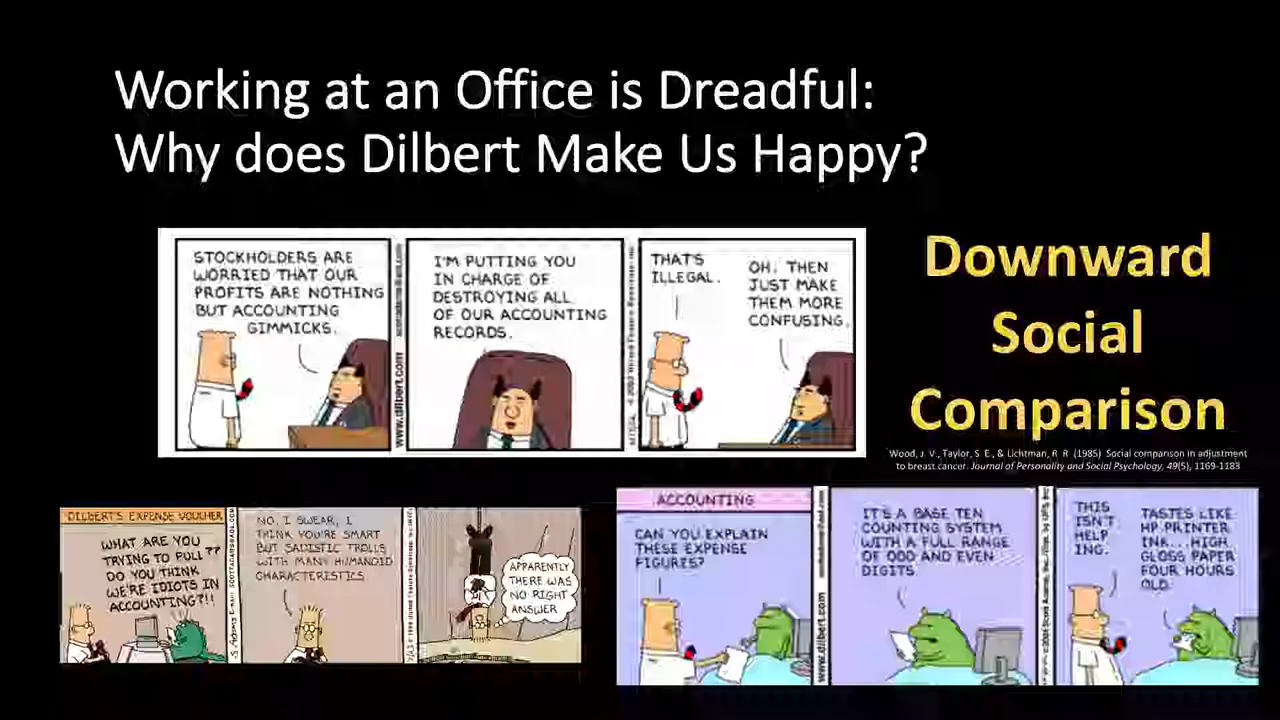 Working at an Office is Dreadful:
Why does Dilbert Make Us Happy?
STOCKHOLDERS ARE
WORRIED THAT OUR
PROFITS ARE NOTHING
BUT ACCOUNTING
GIMMICKS.
www.dilbert.com
I'M PUTTING YOU
IN CHARGE OF
DESTROYING ALL
OF OUR ACCOUNTING
RECORDS.
THAT'S
ILLEGAL.
OH. THEN
JUST MAKE
THEM MORE
CONFUSING.
Downward
Social
Comparison
Wood, J. V., Taylor, S. E., & Lichtman, R. R. (1985) Social comparison in adjustment
to breast cancer. Journal of Personality and Social Psychology, 49(5), 1169-1183
DILBERT'S EXPENSE VOUCHER
WHAT ARE YOU
TRYING TO PULL??
DO YOU THINK
WE'RE IDIOTS IN
ACCOUNTING?!!
NO. I SWEAR, I
THINK YOU'RE SMART
BUT SADISTIC TROLLS
WITH MANY HUMANOID
CHARACTERISTICS
APPARENTLY
THERE WAS
NO RIGHT
ANSWER
ACCOUNTING
CAN YOU EXPLAIN
THESE EXPENSE
FIGURES?
www.dilbert.com
IT'S A BASE TEN
COUNTING SYSTEM
WITH A FULL RANGE
OF ODD AND EVEN
DIGITS
THIS
ISN'T
HELP
ING.
TASTES LIKE
HP PRINTER
INK...HIGH
GLOSS PAPER
FOUR HOURS
OLD.